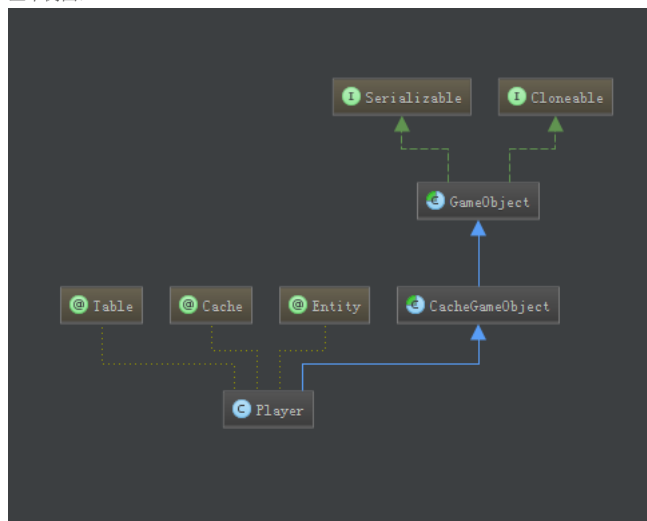 Serializable
Cloneable
GameObject
Table
Cache
Entity
CacheGameObject
Player